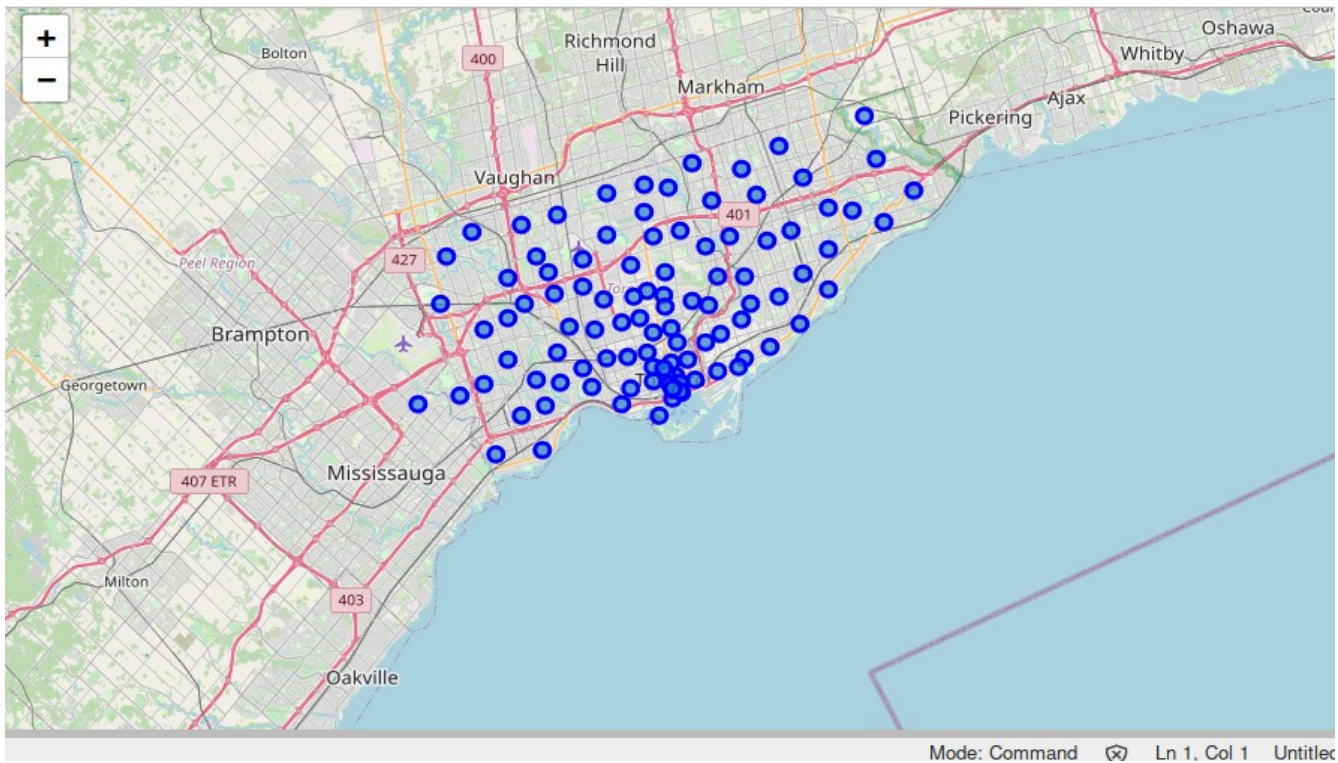 +
−
Bolton
400
Richmond
Hill
Oshawa
Whitby
Markham
Ajax
Pickering
Vaughan
401
427
Peel Region
Brampton
Georgetown
Mississauga
407 ETR
Milton
403
Oakville
Mode: Command
Ln 1, Col 1
Untitled